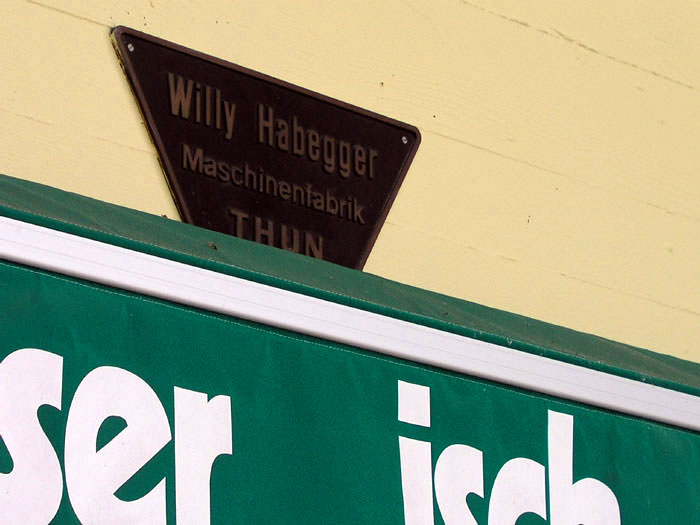 Willy Habegger
Maschinenfabrik
THUN
ser isch